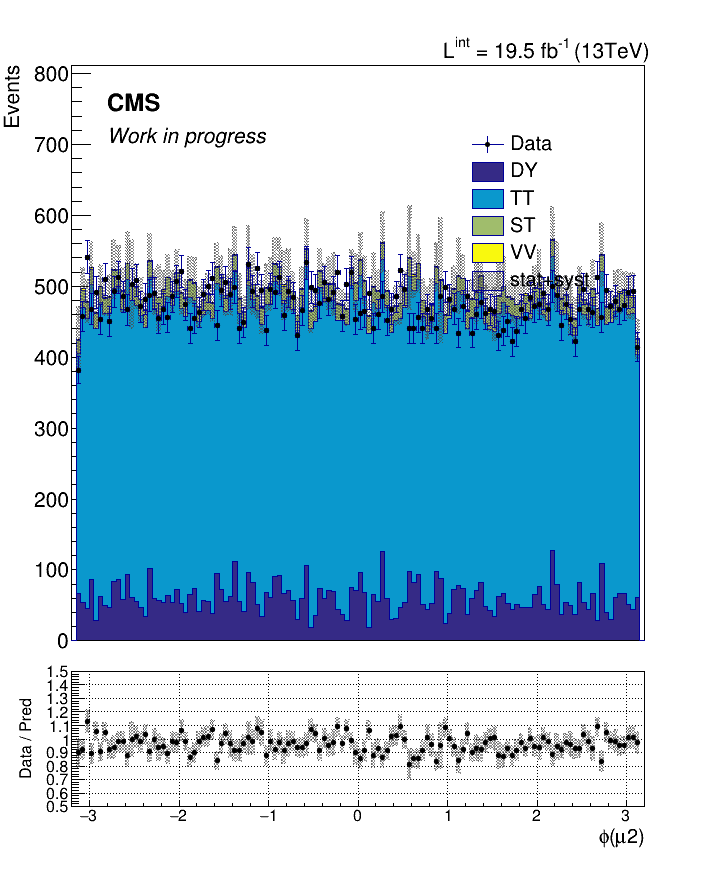 L^int = 19.5 fb^-1 (13TeV)
Events
800
700
600
500
400
300
200
100
0
CMS
Work in progress
Data
DY
TT
ST
VV
stat+syst
Data / Pred
1.5
1.4
1.3
1.2
1.1
1
0.9
0.8
0.7
0.6
0.5
−3
−2
−1
0
1
2
3
ϕ(μ2)